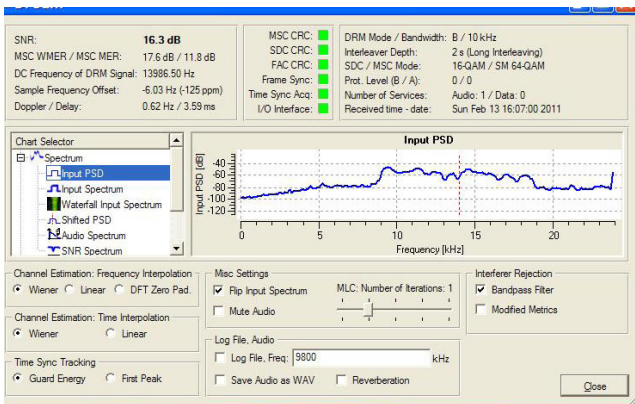 SNR: 16.3 dB
MSC WMER / MSC MER: 17.6 dB / 11.8 dB
DC Frequency of DRM Signal: 13986.50 Hz
Sample Frequency Offset: -6.03 Hz (-125 ppm)
Doppler / Delay: 0.62 Hz / 3.59 ms
MSC CRC:
SDC CRC:
FAC CRC:
Frame Sync:
Time Sync Acq:
I/O Interface:
DRM Mode / Bandwidth: B / 10 kHz
Interleaver Depth: 2 s (Long Interleaving)
SDC / MSC Mode: 16-QAM / SM 64-QAM
Prot. Level (B / A): 0 / 0
Number of Services: Audio: 1 / Data: 0
Received time - date: Sun Feb 13 16:07:00 2011
Chart Selector
Spectrum
Input PSD
Input Spectrum
Waterfall Input Spectrum
Shifted PSD
Audio Spectrum
SNR Spectrum
Input PSD
Input PSD [dB]
-40
-60
-80
-100
-120
0 5 10 15 20
Frequency [kHz]
Channel Estimation: Frequency Interpolation
Wiener Linear DFT Zero Pad.
Channel Estimation: Time Interpolation
Wiener Linear
Time Sync Tracking
Guard Energy First Peak
Misc Settings
Flip Input Spectrum
Mute Audio
MLC: Number of Iterations: 1
Log File, Audio
Log File, Freq: 9800 kHz
Save Audio as WAV Reverberation
Interferer Rejection
Bandpass Filter
Modified Metrics
Close